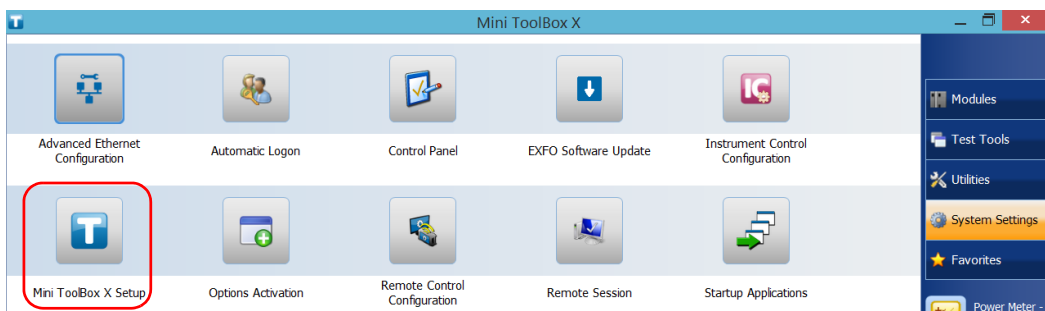 Mini ToolBox X
Advanced Ethernet
Configuration
Automatic Logon
Control Panel
EXFO Software Update
IC
Instrument Control
Configuration
T
Mini ToolBox X Setup
Options Activation
Remote Control
Configuration
Remote Session
Startup Applications
Modules
Test Tools
Utilities
System Settings
Favorites
Power Meter -